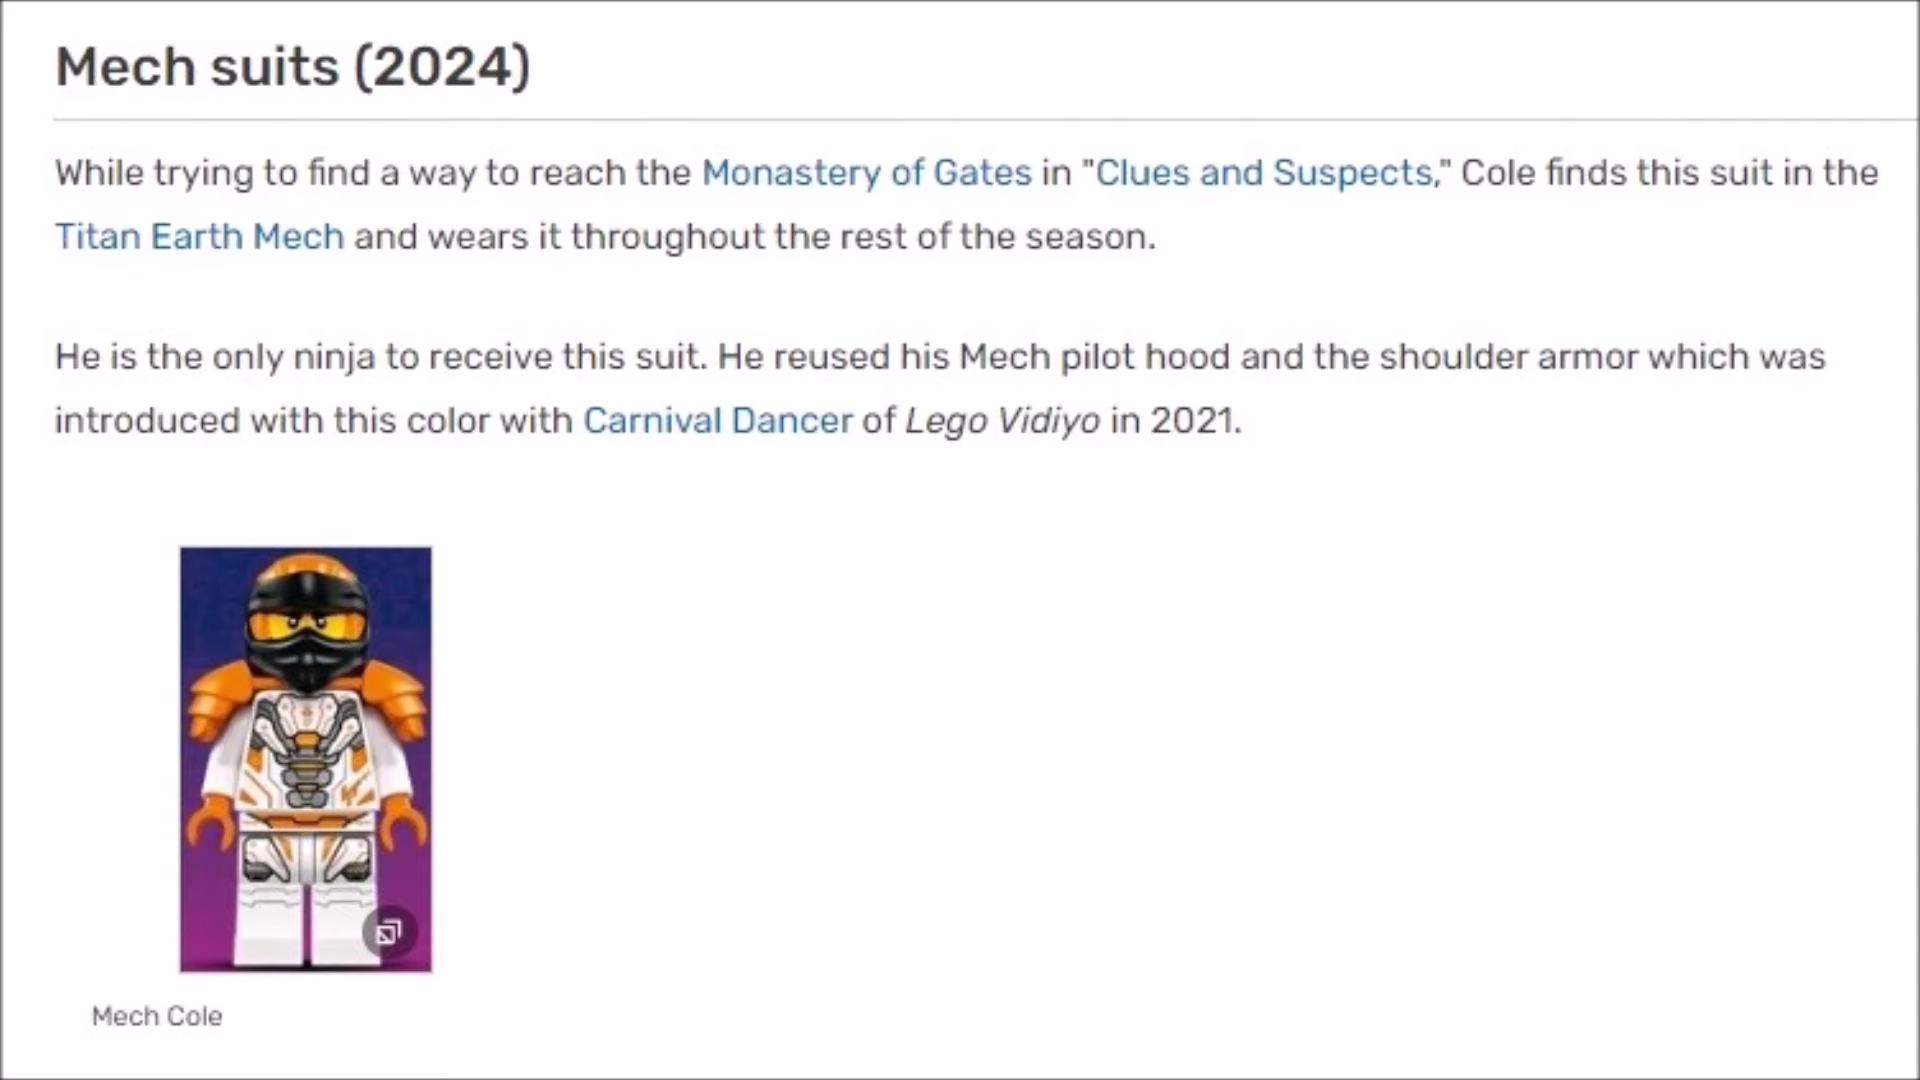 Mech suits (2024)
While trying to find a way to reach the Monastery of Gates in "Clues and Suspects," Cole finds this suit in the
Titan Earth Mech and wears it throughout the rest of the season.
He is the only ninja to receive this suit. He reused his Mech pilot hood and the shoulder armor which was
introduced with this color with Carnival Dancer of Lego Vidiyo in 2021.
Mech Cole